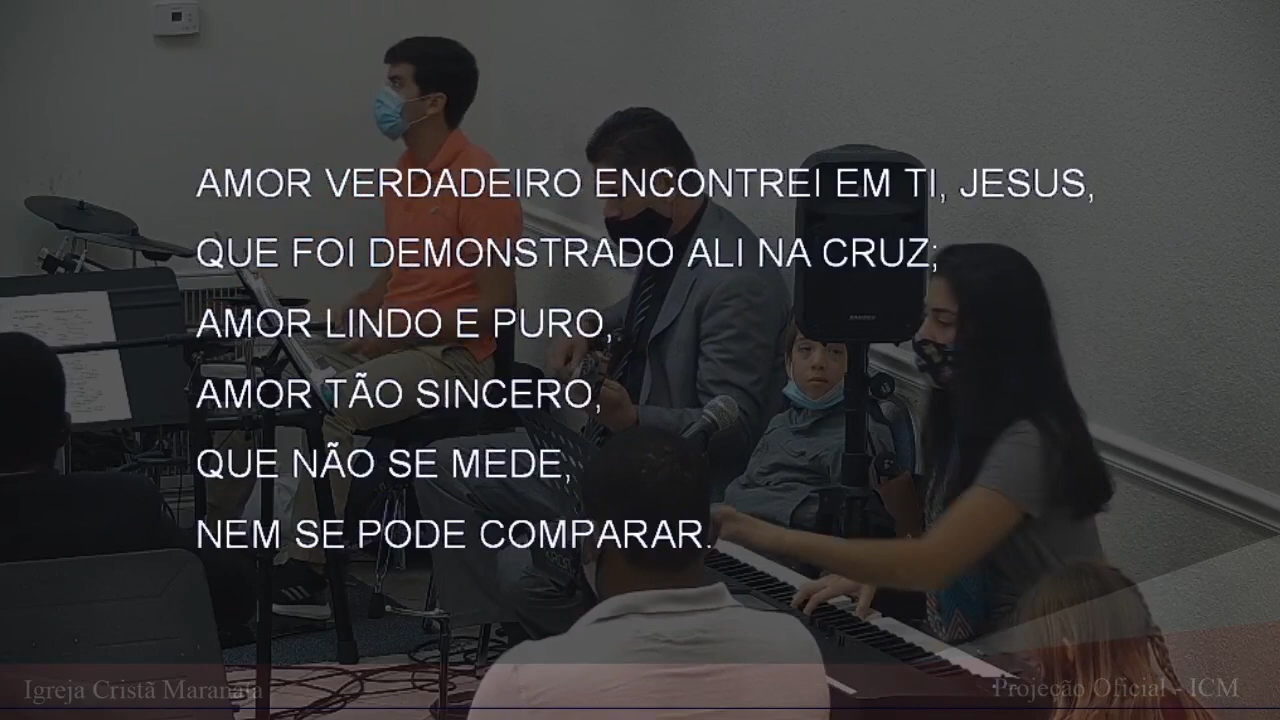 AMOR VERDADEIRO ENCONTREI EM TI, JESUS,
QUE FOI DEMONSTRADO ALI NA CRUZ;
AMOR LINDO E PURO,
AMOR TÃO SINCERO,
QUE NÃO SE MEDE,
NEM SE PODE COMPARAR.
Igreja Cristã Maranata
Projeção Oficial - ICM